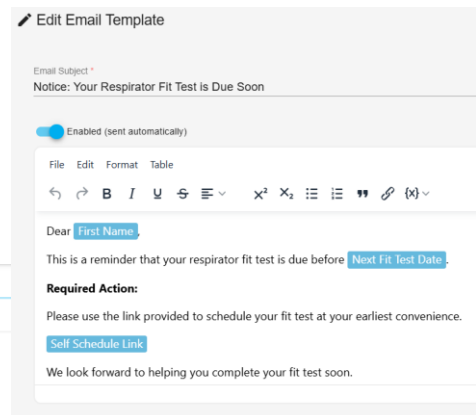 Edit Email Template
Email Subject *
Notice: Your Respirator Fit Test is Due Soon
Enabled (sent automatically)
File Edit Format Table
B I U S X² X₂ {x}
Dear First Name,
This is a reminder that your respirator fit test is due before Next Fit Test Date.
Required Action:
Please use the link provided to schedule your fit test at your earliest convenience.
Self Schedule Link
We look forward to helping you complete your fit test soon.